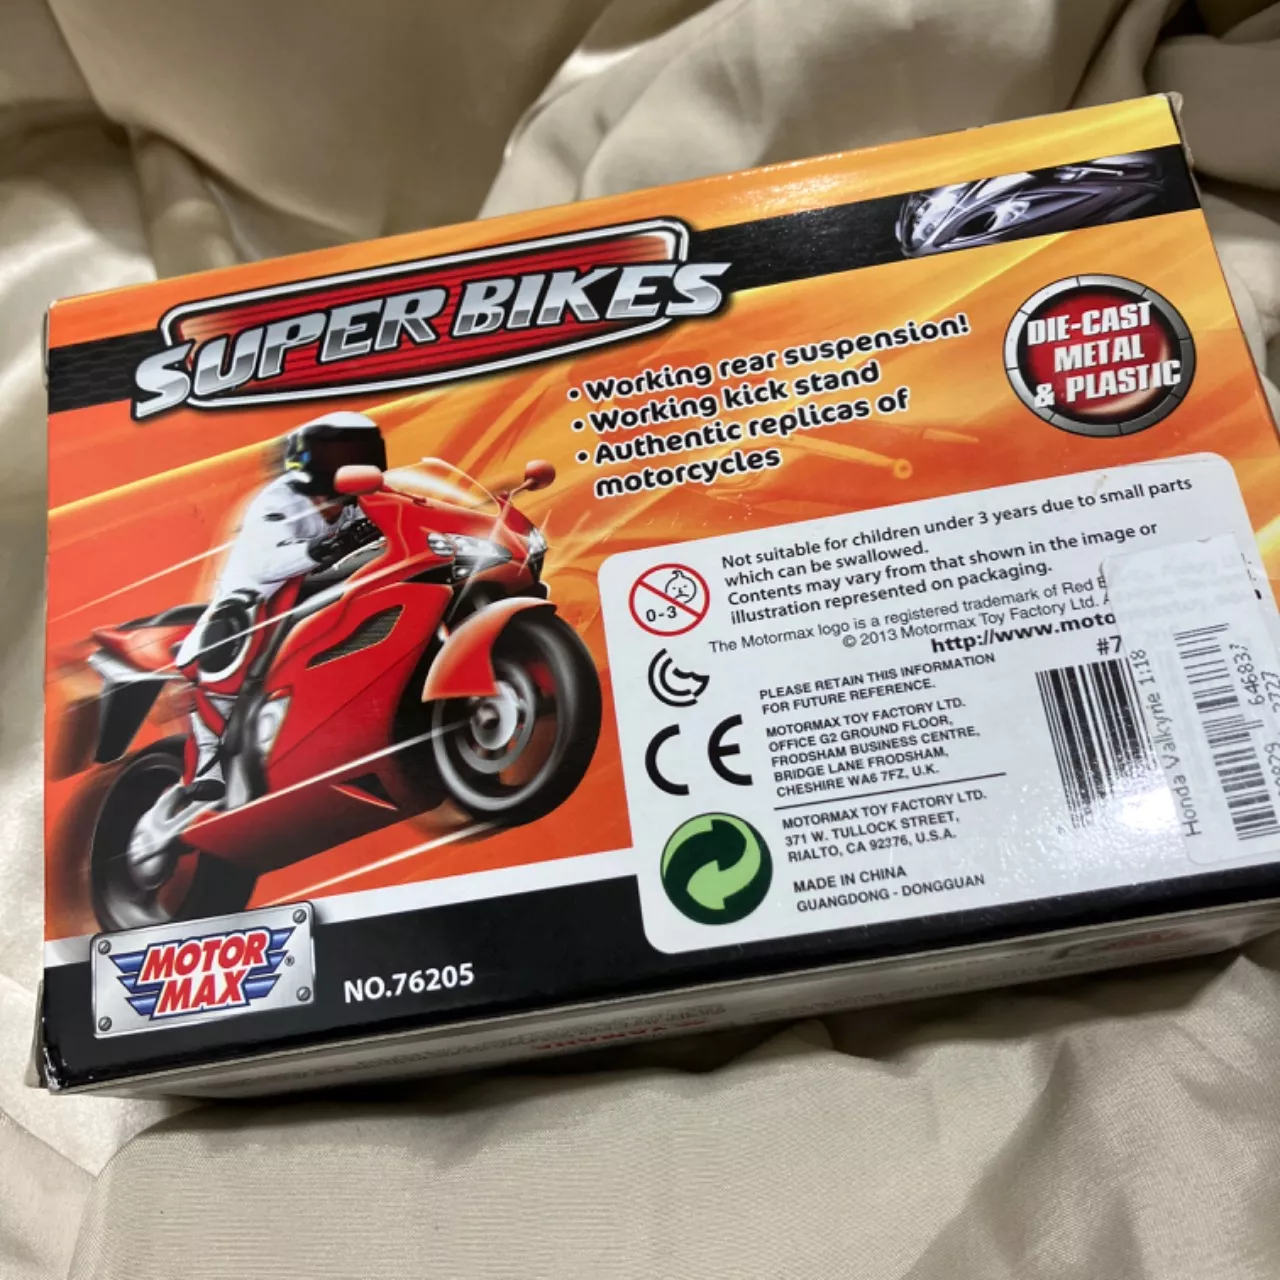 SUPER BIKES
• Working rear suspension!
• Working kick stand
• Authentic replicas of
motorcycles
DIE-CAST
METAL
& PLASTIC
Not suitable for children under 3 years due to small parts
which can be swallowed.
Contents may vary from that shown in the image or
illustration represented on packaging.
0-3
The Motormax logo is a registered trademark of Red
© 2013 Motormax Toy Factory Ltd.
http://www.moto
#7
PLEASE RETAIN THIS INFORMATION
FOR FUTURE REFERENCE.
MOTORMAX TOY FACTORY LTD.
OFFICE G2 GROUND FLOOR,
FRODSHAM BUSINESS CENTRE,
BRIDGE LANE FRODSHAM,
CHESHIRE WA6 7FZ, U.K.
CE
MOTORMAX TOY FACTORY LTD.
371 W. TULLOCK STREET,
RIALTO, CA 92376, U.S.A.
MADE IN CHINA
GUANGDONG - DONGGUAN
Honda Valkyrie 1:18
646837
MOTOR
MAX
®
NO.76205
YAMAHA